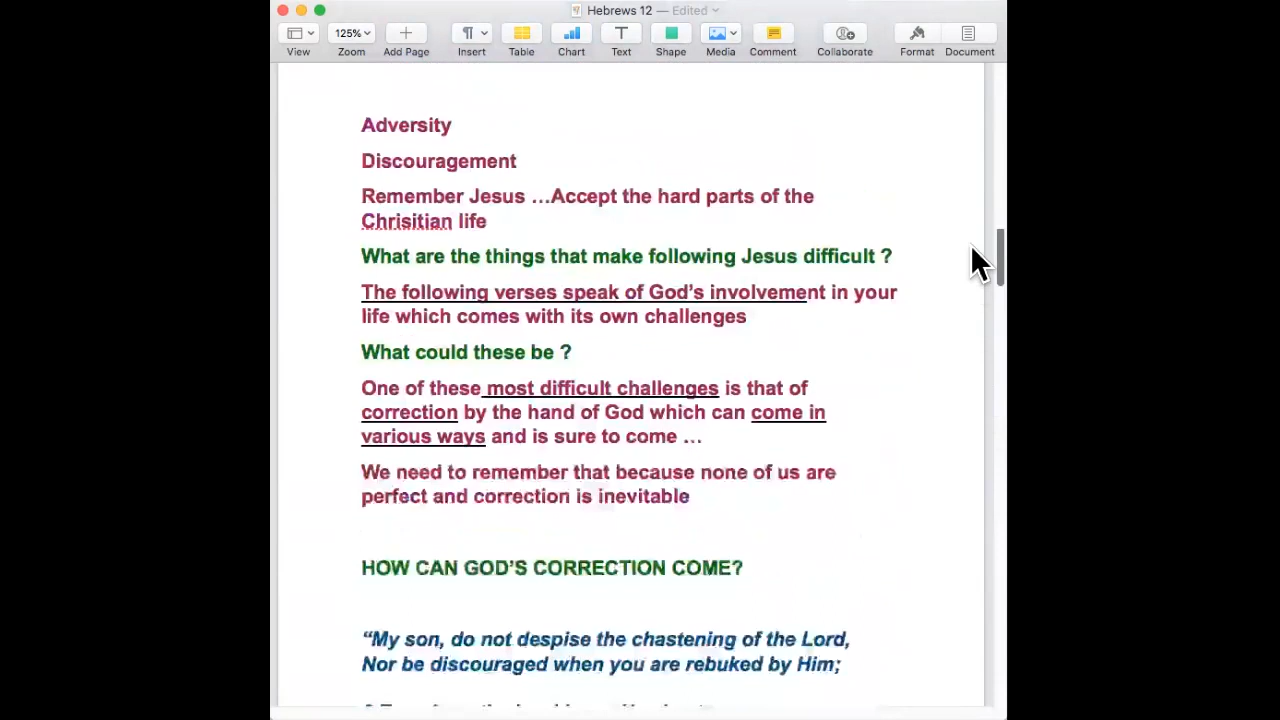 Hebrews 12 — Edited
125%
View Zoom Add Page Insert Table Chart Text Shape Media Comment Collaborate Format Document
Adversity
Discouragement
Remember Jesus …Accept the hard parts of the
Chrisitian life
What are the things that make following Jesus difficult ?
The following verses speak of God’s involvement in your
life which comes with its own challenges
What could these be ?
One of these most difficult challenges is that of
correction by the hand of God which can come in
various ways and is sure to come …
We need to remember that because none of us are
perfect and correction is inevitable
HOW CAN GOD’S CORRECTION COME?
“My son, do not despise the chastening of the Lord,
Nor be discouraged when you are rebuked by Him;